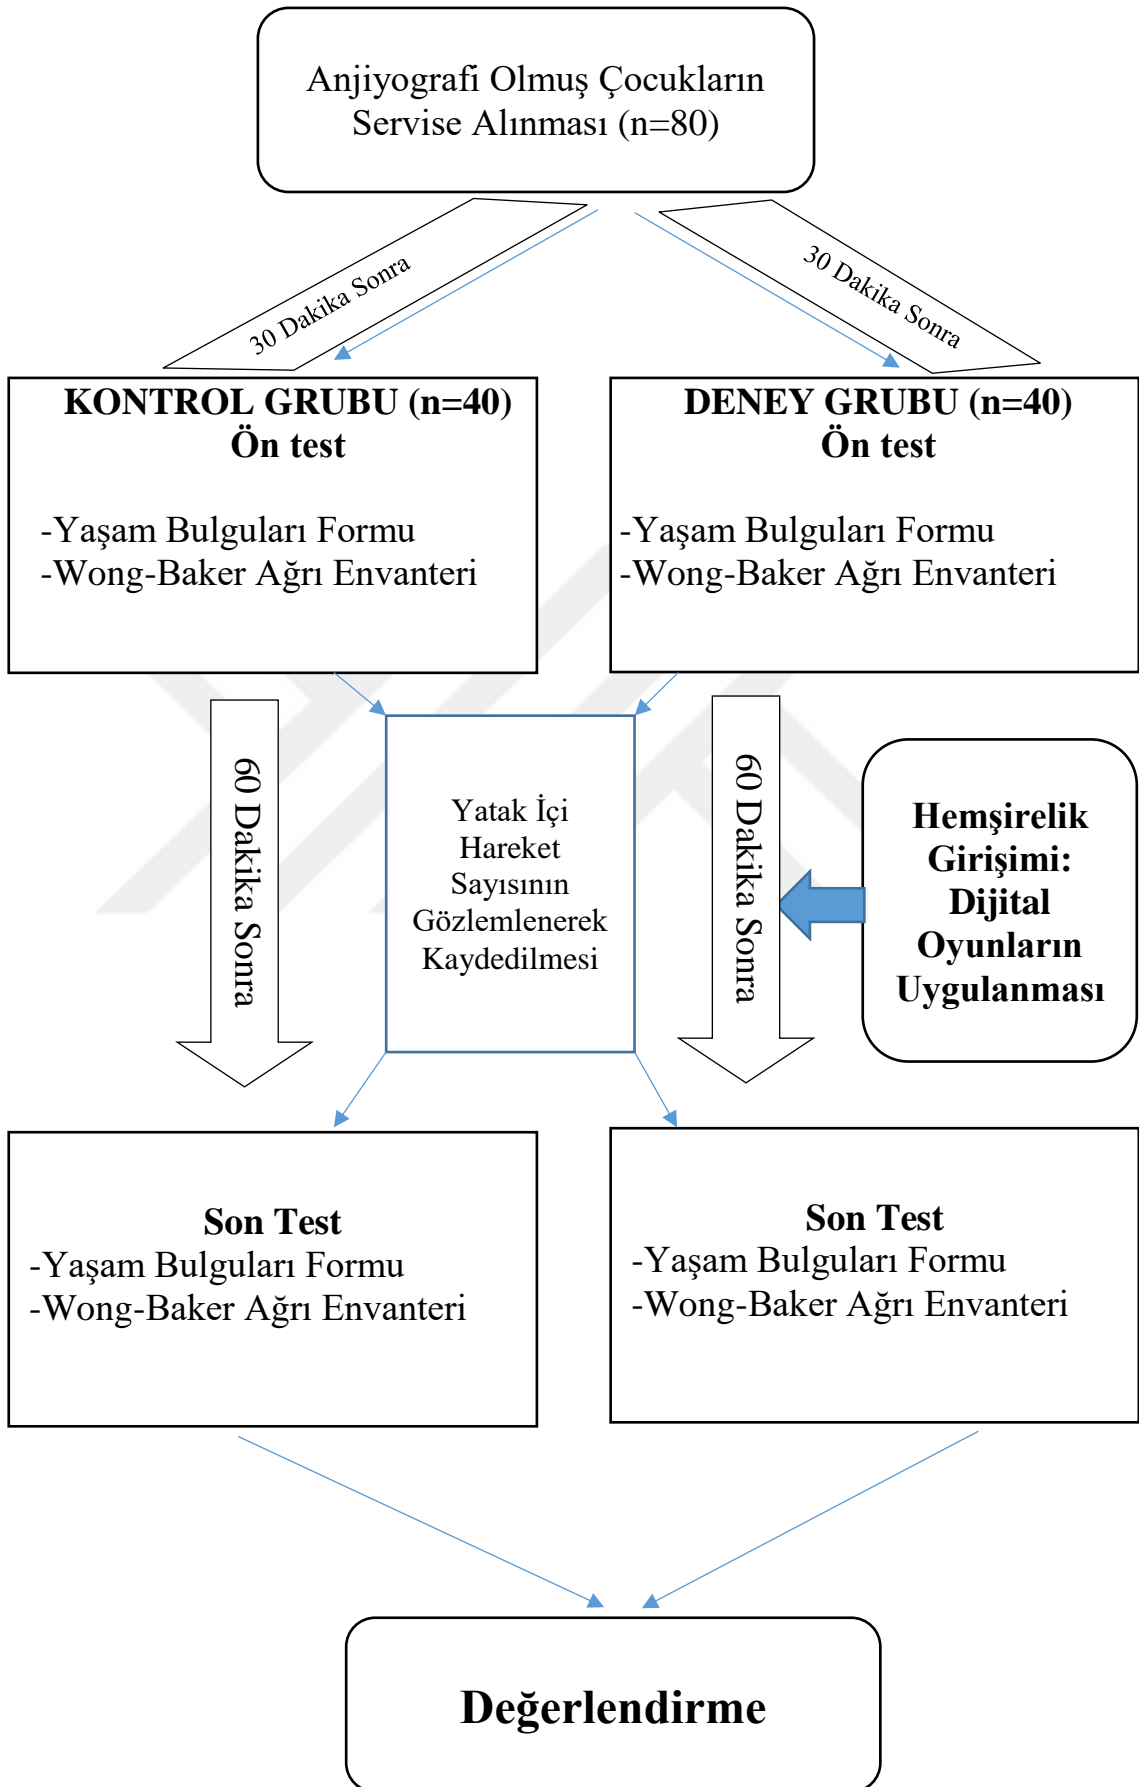 Anjiyografi Olmuş Çocukların
Servise Alınması (n=80)
30 Dakika Sonra
30 Dakika Sonra
KONTROL GRUBU (n=40)
Ön test
-Yaşam Bulguları Formu
-Wong-Baker Ağrı Envanteri
DENEY GRUBU (n=40)
Ön test
-Yaşam Bulguları Formu
-Wong-Baker Ağrı Envanteri
60 Dakika Sonra
Yatak İçi
Hareket
Sayısının
Gözlemlenerek
Kaydedilmesi
60 Dakika Sonra
Hemşirelik
Girişimi:
Dijital
Oyunların
Uygulanması
Son Test
-Yaşam Bulguları Formu
-Wong-Baker Ağrı Envanteri
Son Test
-Yaşam Bulguları Formu
-Wong-Baker Ağrı Envanteri
Değerlendirme